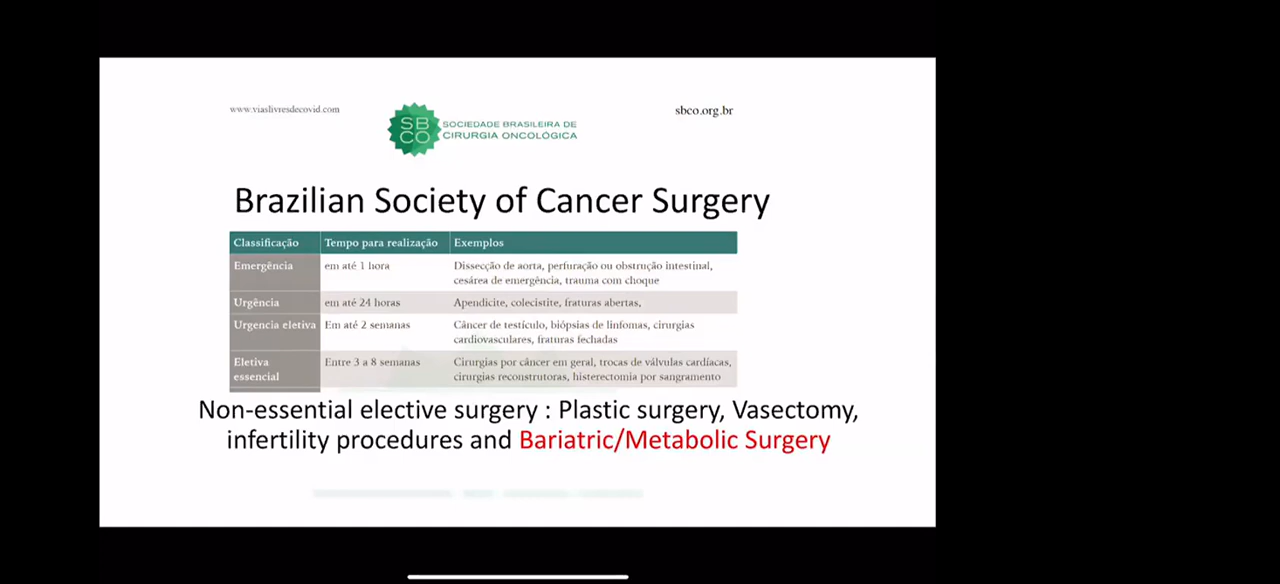 www.viaslivresdecovid.com
sbco.org.br
SB
CO
SOCIEDADE BRASILEIRA DE
CIRURGIA ONCOLÓGICA
Brazilian Society of Cancer Surgery
Classificação Tempo para realização Exemplos
Emergência em até 1 hora Dissecção de aorta, perfuração ou obstrução intestinal,
cesárea de emergência, trauma com choque
Urgência em até 24 horas Apendicite, colecistite, fraturas abertas,
Urgencia eletiva Em até 2 semanas Câncer de testículo, biópsias de linfomas, cirurgias
cardiovasculares, fraturas fechadas
Eletiva Entre 3 a 8 semanas Cirurgias por câncer em geral, trocas de válvulas cardíacas,
essencial cirurgias reconstrutoras, histerectomia por sangramento
Non-essential elective surgery : Plastic surgery, Vasectomy,
infertility procedures and Bariatric/Metabolic Surgery